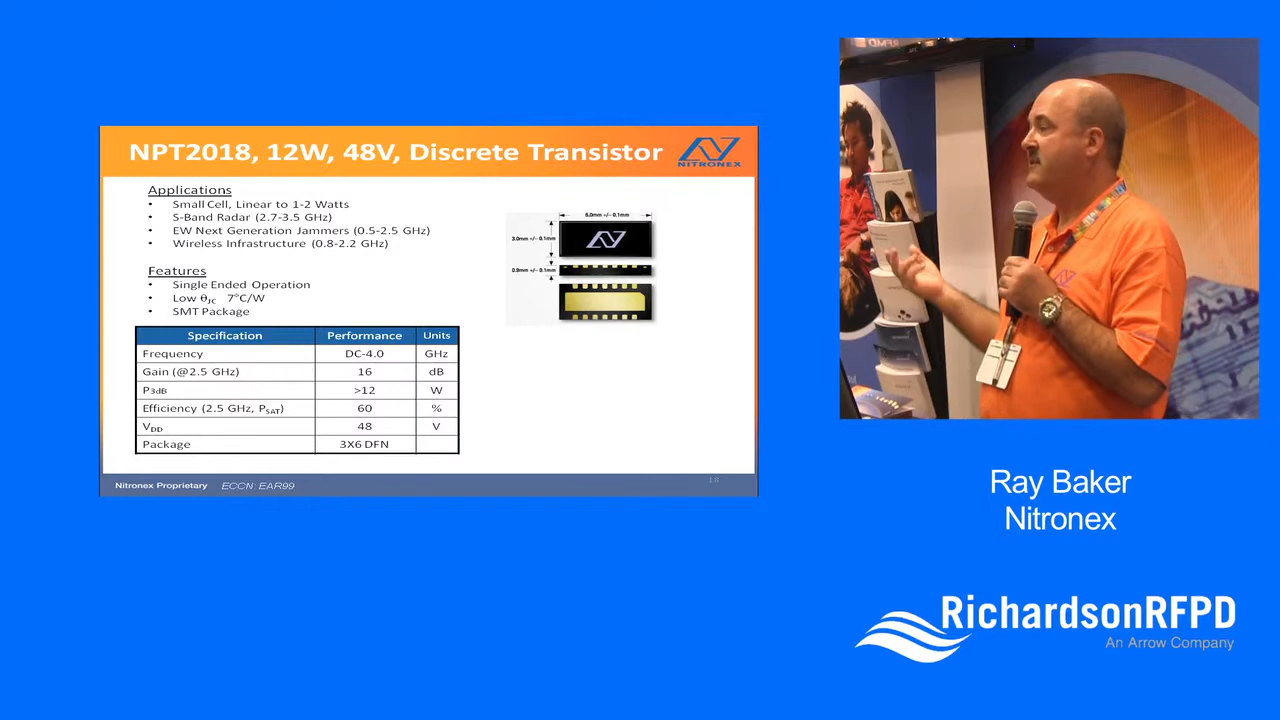 NPT2018, 12W, 48V, Discrete Transistor
NITRONEX
Applications
• Small Cell, Linear to 1-2 Watts
• S-Band Radar (2.7-3.5 GHz)
• EW Next Generation Jammers (0.5-2.5 GHz)
• Wireless Infrastructure (0.8-2.2 GHz)
Features
• Single Ended Operation
• Low θJC 7°C/W
• SMT Package
6.0mm +/- 0.1mm
3.0mm +/- 0.1mm
0.9mm +/- 0.1mm
Specification Performance Units
Frequency DC-4.0 GHz
Gain (@2.5 GHz) 16 dB
P3dB >12 W
Efficiency (2.5 GHz, PSAT) 60 %
VDD 48 V
Package 3X6 DFN
Nitronex Proprietary ECCN: EAR99
18
Ray Baker
Nitronex
RichardsonRFPD
An Arrow Company